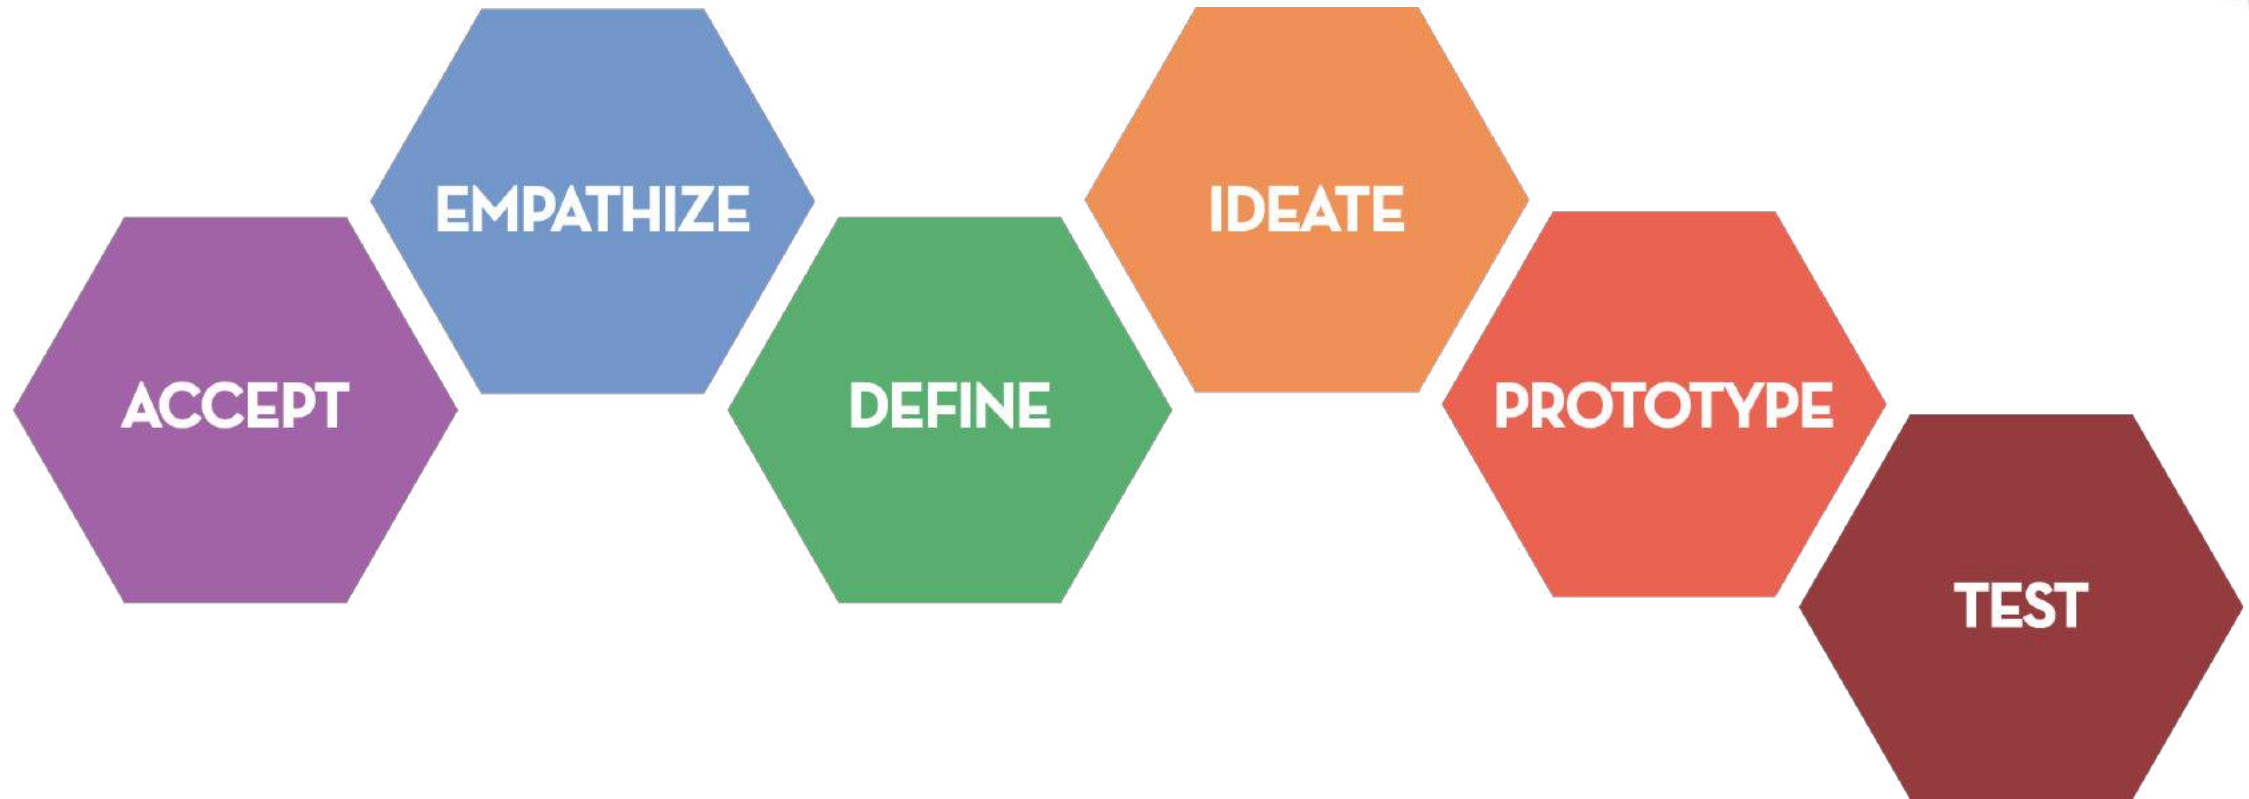 ACCEPT
EMPATHIZE
DEFINE
IDEATE
PROTOTYPE
TEST